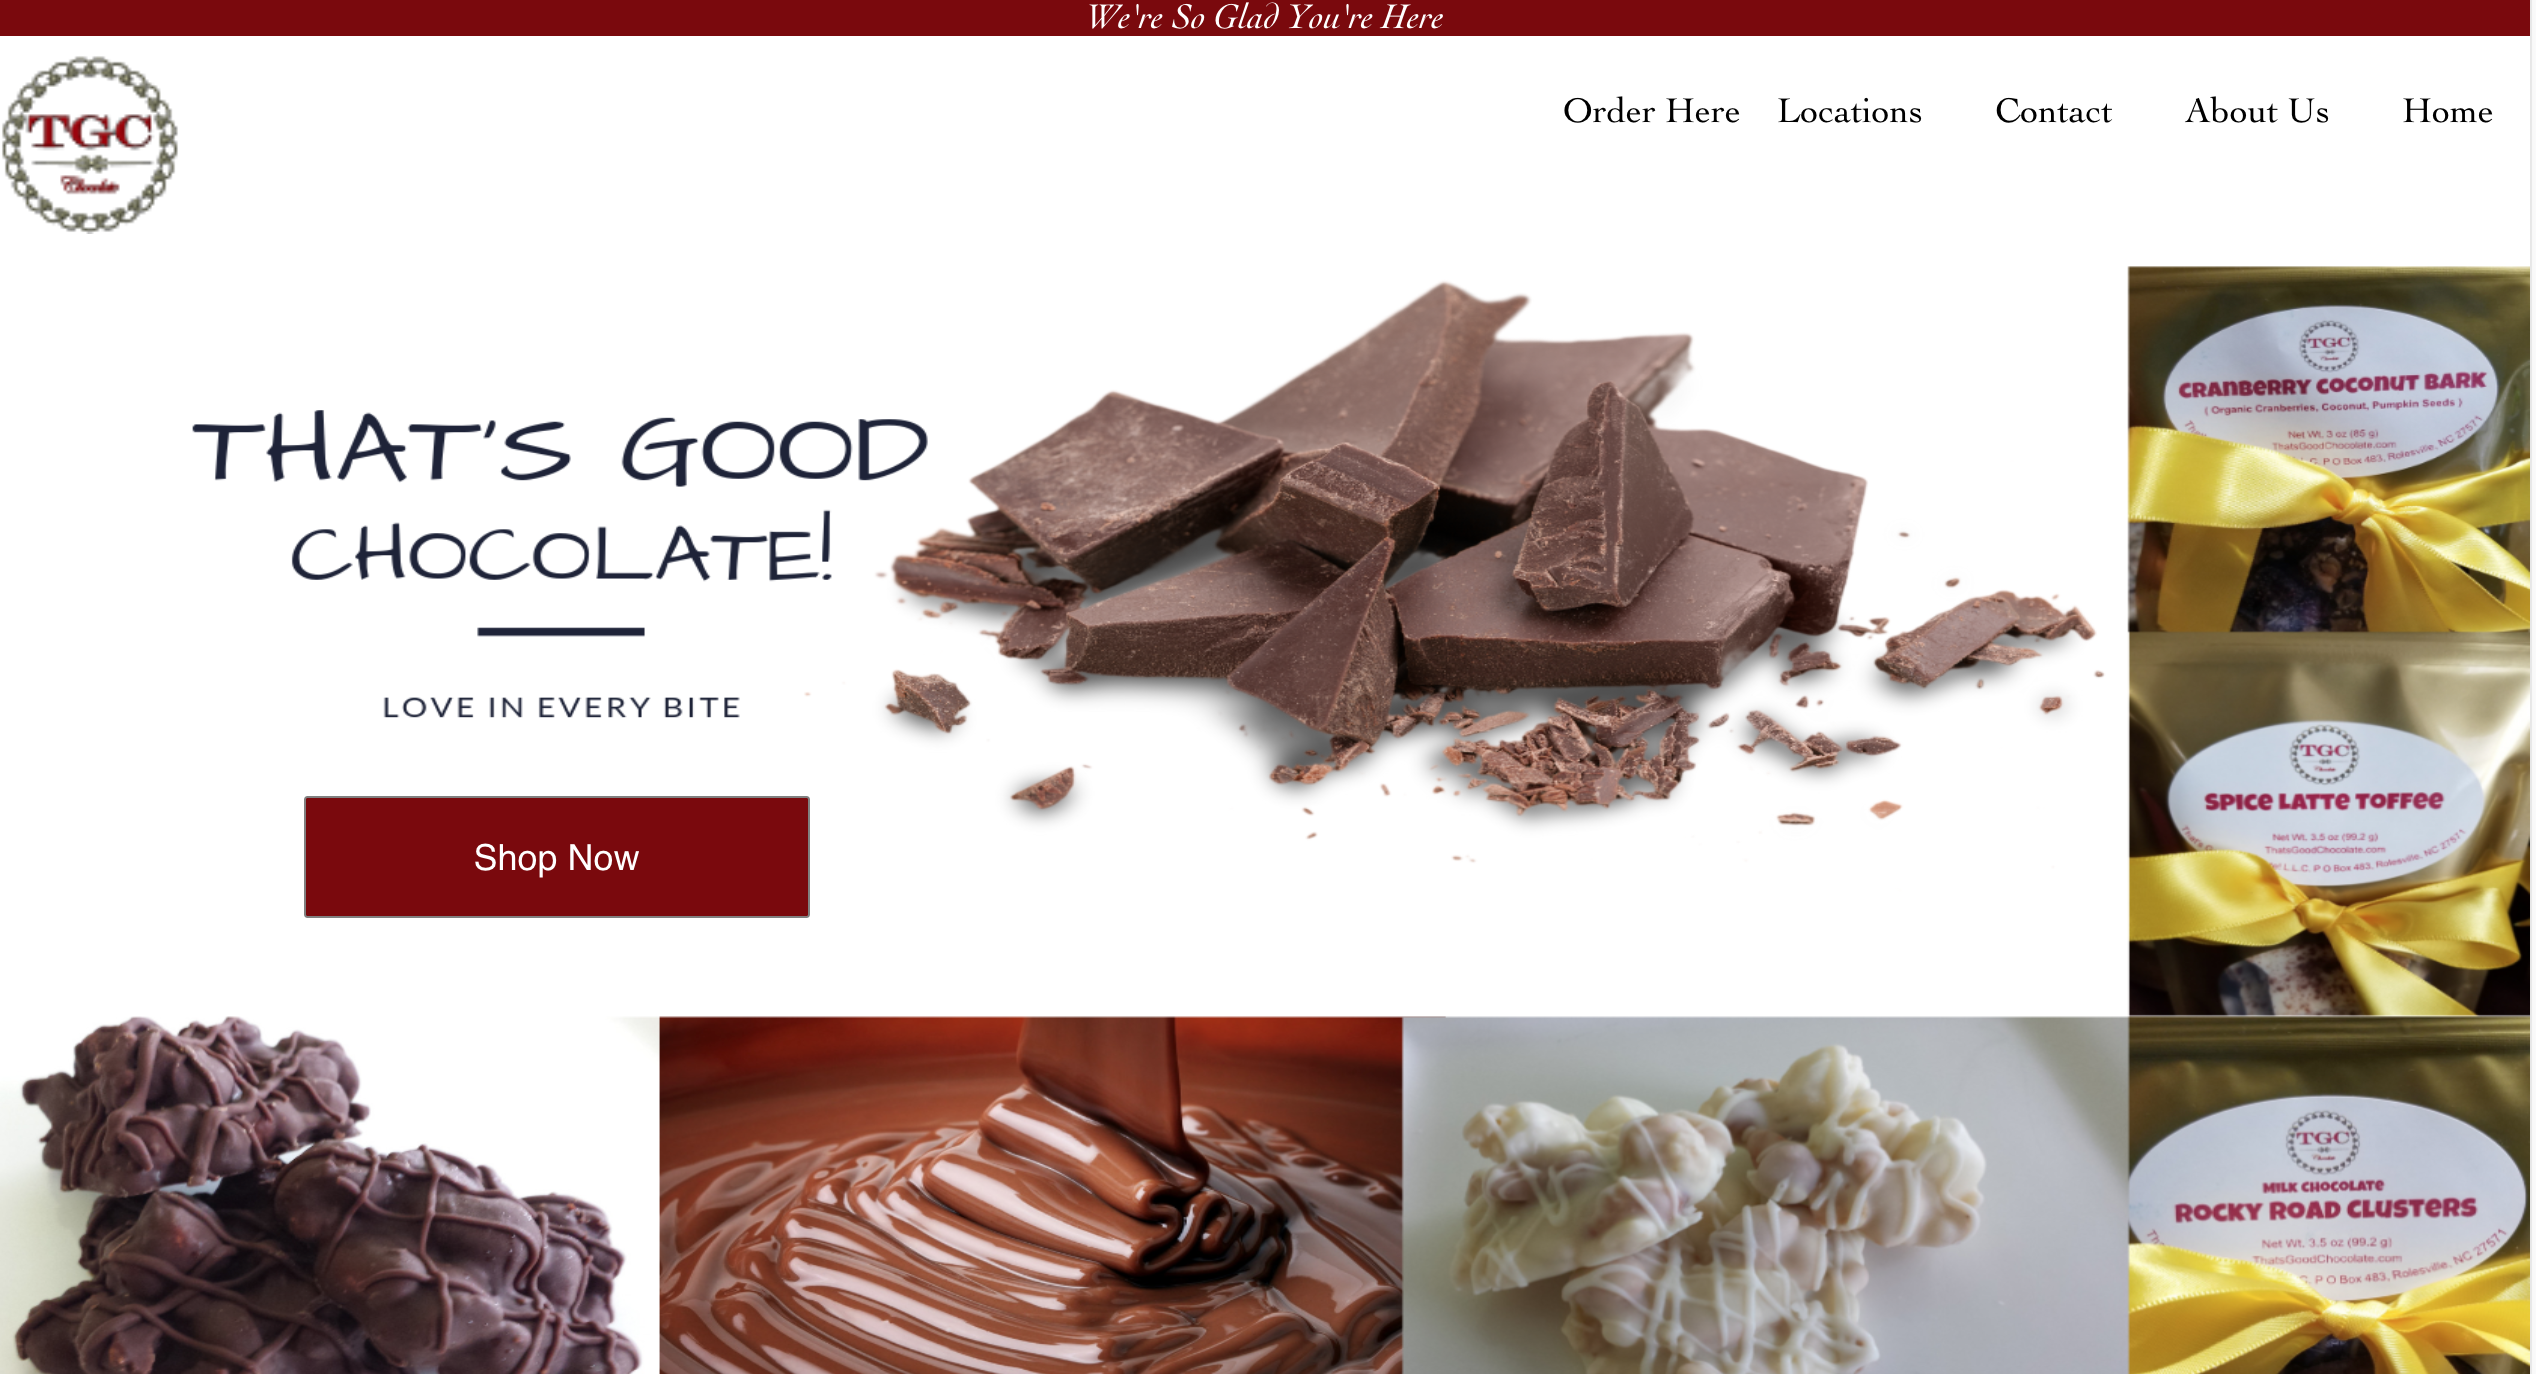 We're So Glad You're Here
TGC
Chocolate
Order Here
Locations
Contact
About Us
Home
THAT'S GOOD
CHOCOLATE!
LOVE IN EVERY BITE
Shop Now
TGC
CRANBERRY COCONUT BARK
( Organic Cranberries, Coconut, Pumpkin Seeds )
Net Wt. 3 oz (85 g)
ThatsGoodChocolate.com
P O Box 483, Rolesville, NC 27571
TGC
SPICE LATTE TOFFEE
Net Wt. 3.5 oz (99.2 g)
ThatsGoodChocolate.com
L.L.C. P O Box 483, Rolesville, NC 27571
TGC
MILK CHOCOLATE
ROCKY ROAD CLUSTERS
Net Wt. 3.5 oz (99.2 g)
ThatsGoodChocolate.com
P O Box 483, Rolesville, NC 27571